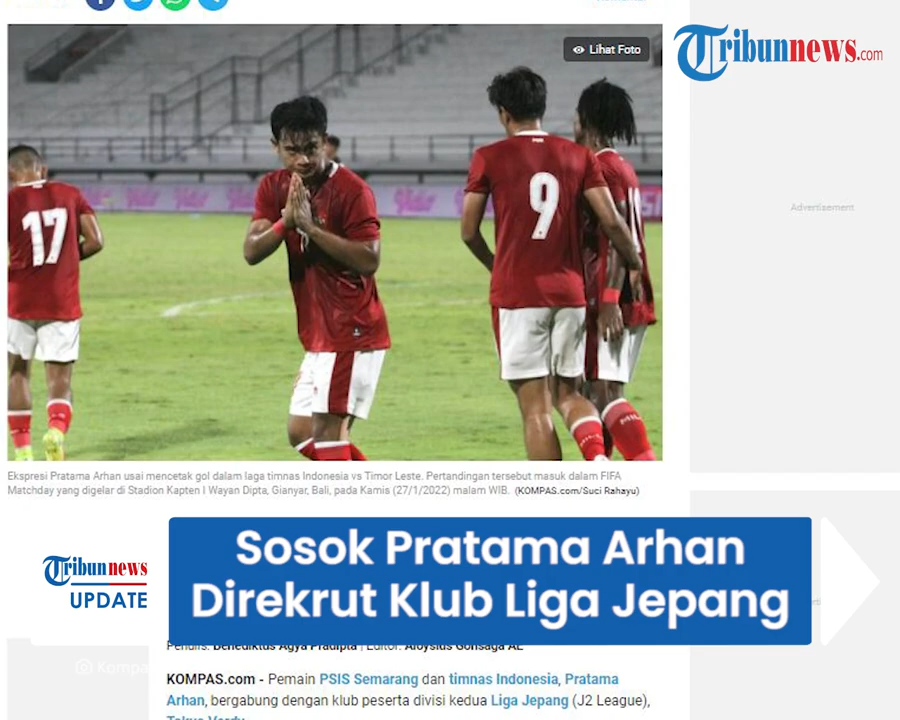 Lihat Foto
Tribunnews.com
17
9
Advertisement
Ekspresi Pratama Arhan usai mencetak gol dalam laga timnas Indonesia vs Timor Leste. Pertandingan tersebut masuk dalam FIFA
Matchday yang digelar di Stadion Kapten I Wayan Dipta, Gianyar, Bali, pada Kamis (27/1/2022) malam WIB. (KOMPAS.com/Suci Rahayu)
Sosok Pratama Arhan
Direkrut Klub Liga Jepang
Tribunnews
UPDATE
Penulis: Benediktus Agya Pradipta | Editor: Aloysius Gonsaga AE
KOMPAS.com - Pemain PSIS Semarang dan timnas Indonesia, Pratama
Arhan, bergabung dengan klub peserta divisi kedua Liga Jepang (J2 League),
Tokyo Verdy